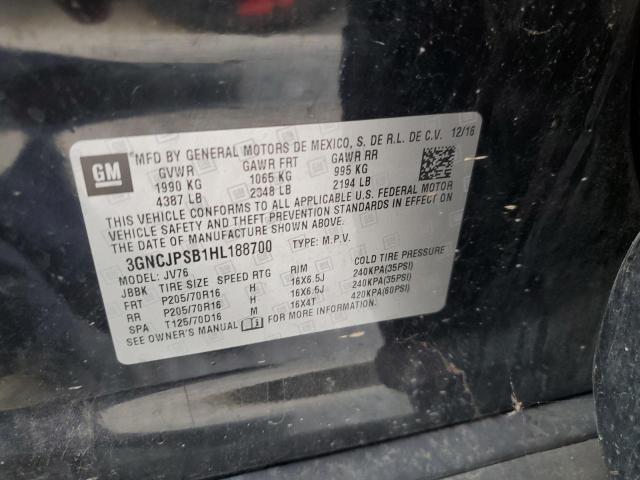 GM
MFD BY GENERAL MOTORS DE MEXICO, S. DE R.L. DE C.V. 12/16
GVWR GAWR FRT GAWR RR
1990 KG 1065 KG 995 KG
4387 LB 2348 LB 2194 LB
THIS VEHICLE CONFORMS TO ALL APPLICABLE U.S. FEDERAL MOTOR
VEHICLE SAFETY AND THEFT PREVENTION STANDARDS IN EFFECT ON
THE DATE OF MANUFACTURE SHOWN ABOVE.
3GNCJPSB1HL188700 TYPE: M.P.V.
MODEL: JV76
JBBK TIRE SIZE SPEED RTG RIM COLD TIRE PRESSURE
FRT P205/70R16 H 16X6.5J 240KPA(35PSI)
RR P205/70R16 H 16X6.5J 240KPA(35PSI)
SPA T125/70D16 M 16X4T 420KPA(60PSI)
SEE OWNER'S MANUAL FOR MORE INFORMATION.